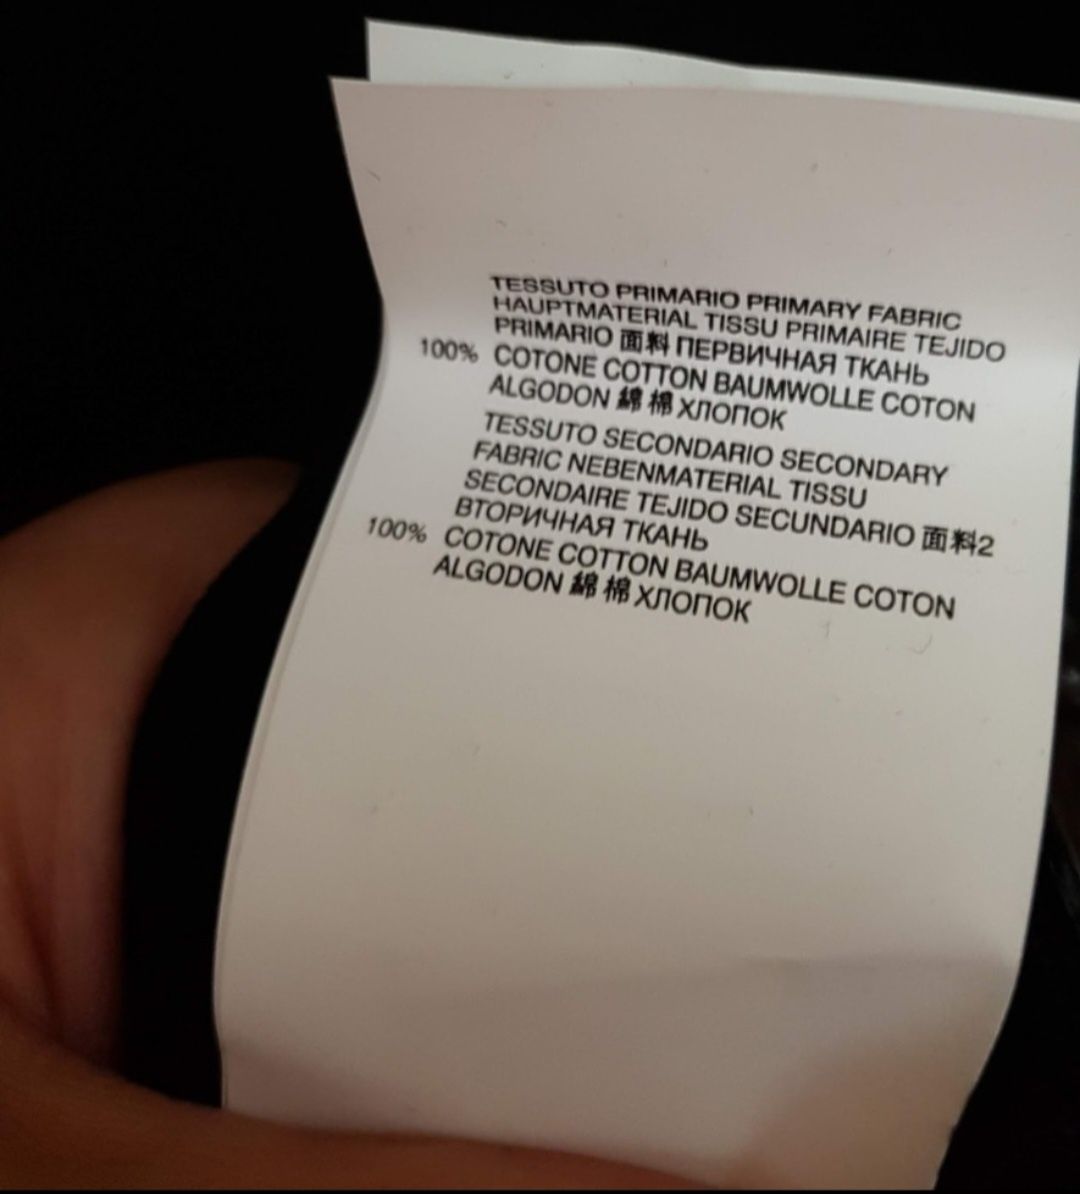 TESSUTO PRIMARIO PRIMARY FABRIC
HAUPTMATERIAL TISSU PRIMAIRE TEJIDO
PRIMARIO 面料 ПЕРВИЧНАЯ ТКАНЬ
100% COTONE COTTON BAUMWOLLE COTON
ALGODON 綿 棉 ХЛОПОК
TESSUTO SECONDARIO SECONDARY
FABRIC NEBENMATERIAL TISSU
SECONDAIRE TEJIDO SECUNDARIO 面料2
ВТОРИЧНАЯ ТКАНЬ
100% COTONE COTTON BAUMWOLLE COTON
ALGODON 綿 棉 ХЛОПОК